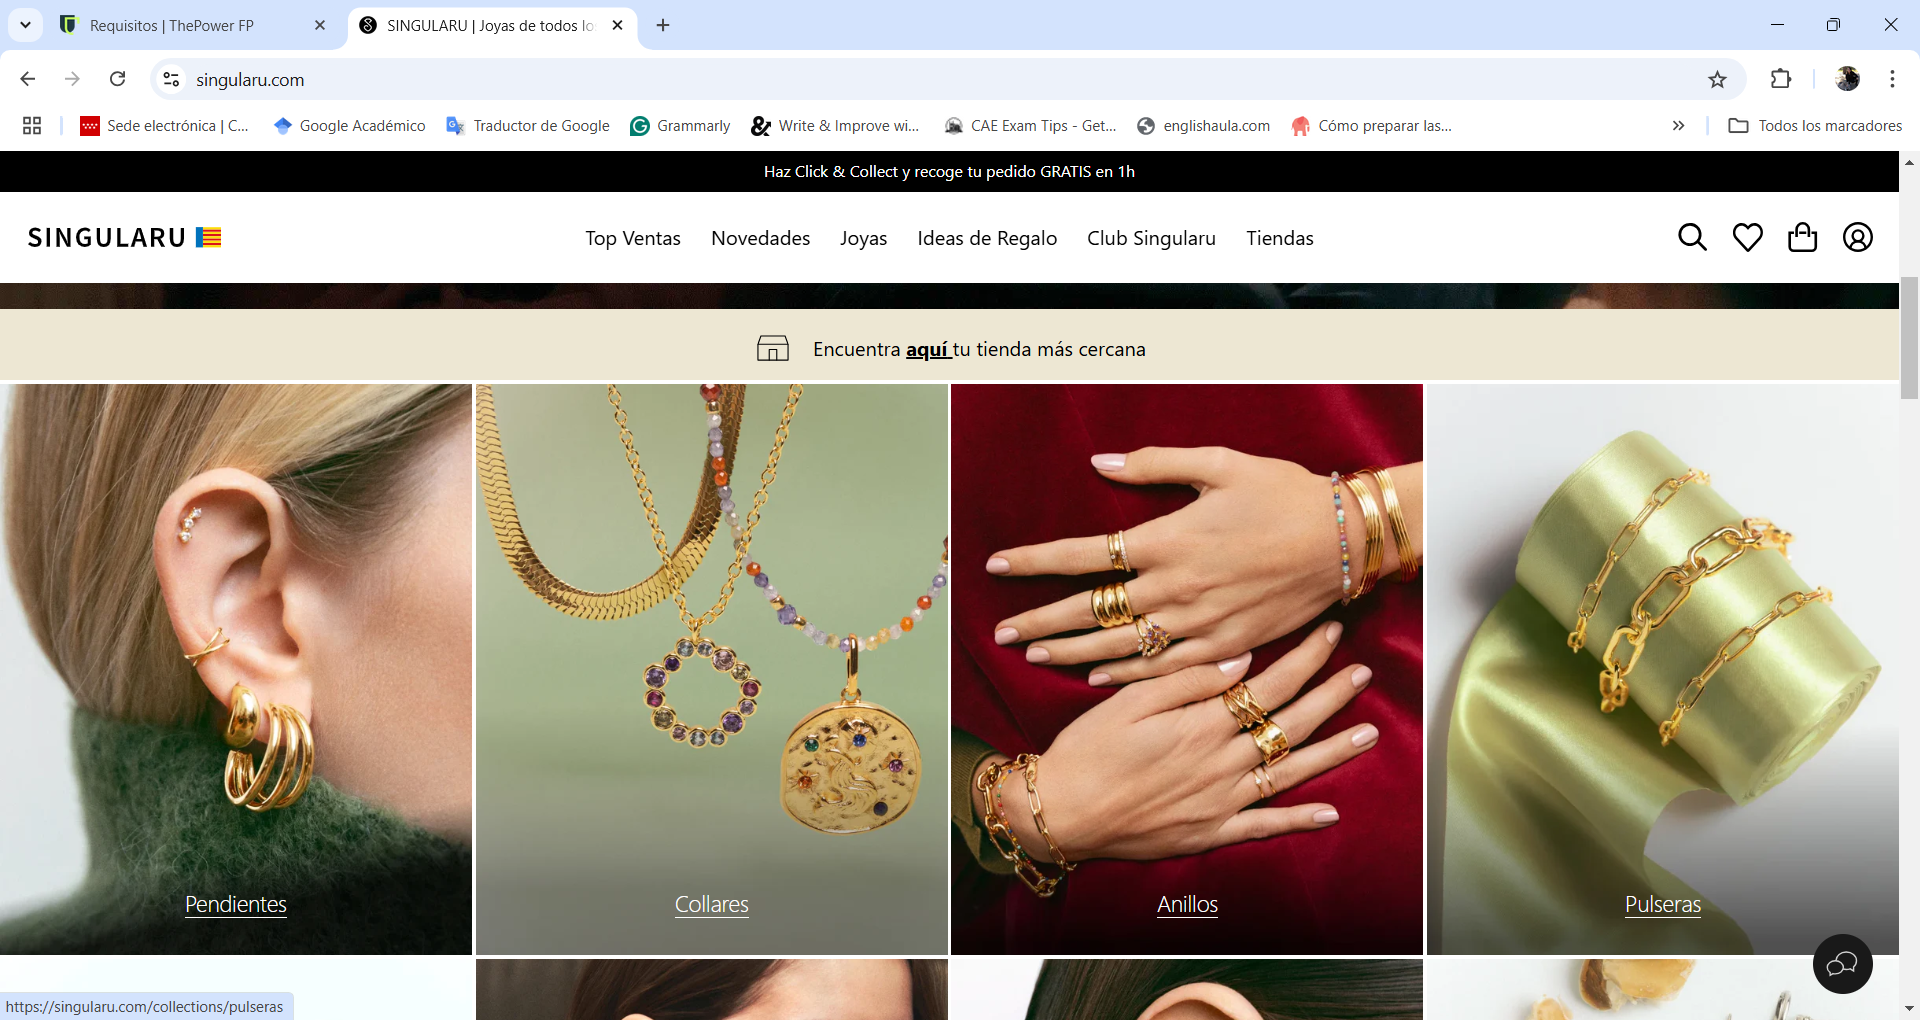 Requisitos | ThePower FP
SINGULARU | Joyas de todos lo
singularu.com
Sede electrónica | C...
Google Académico
Traductor de Google
Grammarly
Write & Improve wi...
CAE Exam Tips - Get...
englishaula.com
Cómo preparar las...
Todos los marcadores
Haz Click & Collect y recoge tu pedido GRATIS en 1h
SINGULARU
Top Ventas
Novedades
Joyas
Ideas de Regalo
Club Singularu
Tiendas
Encuentra aquí tu tienda más cercana
Pendientes
Collares
Anillos
Pulseras
https://singularu.com/collections/pulseras